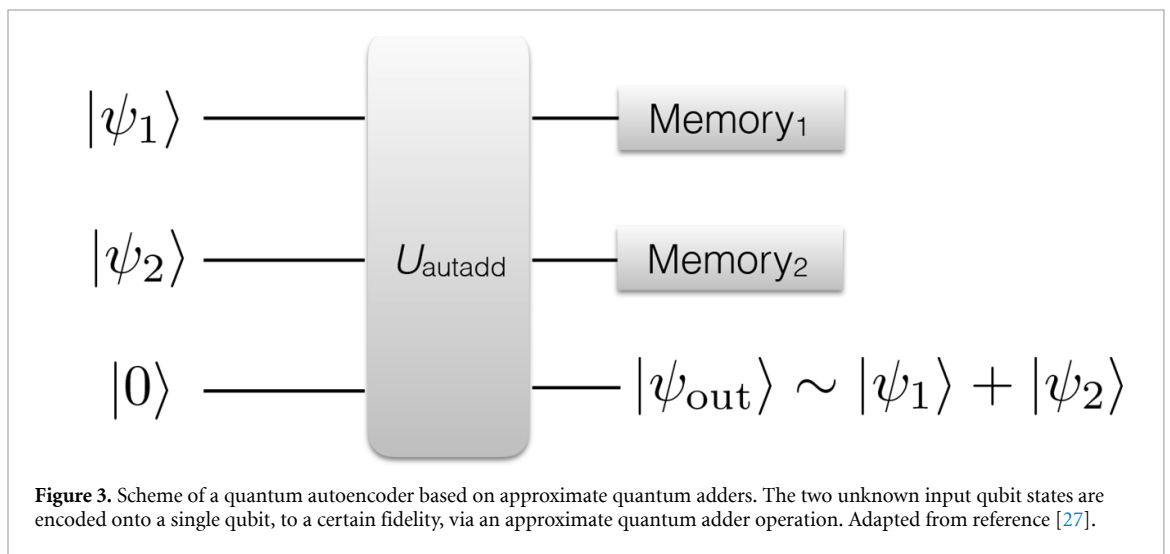 |ψ₁⟩ Memory₁
|ψ₂⟩ U_autadd Memory₂
|0⟩ |ψ_out⟩ ∼ |ψ₁⟩ + |ψ₂⟩
Figure 3. Scheme of a quantum autoencoder based on approximate quantum adders. The two unknown input qubit states are
encoded onto a single qubit, to a certain fidelity, via an approximate quantum adder operation. Adapted from reference [27].